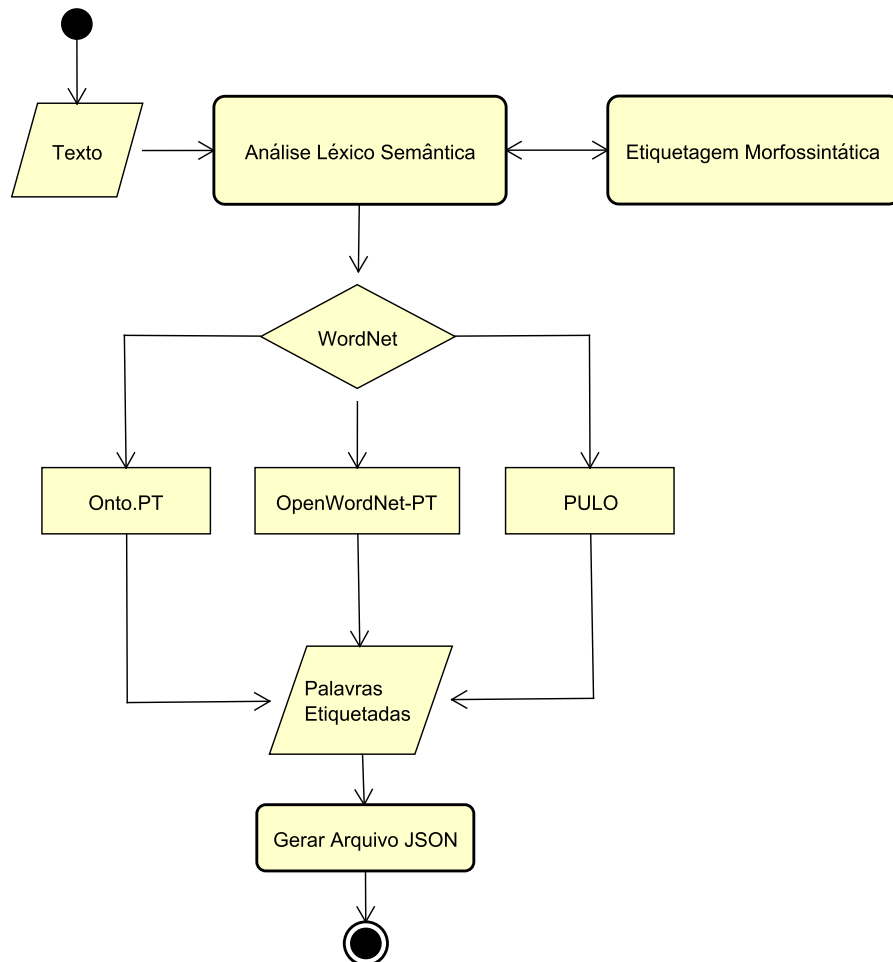 Texto
Análise Léxico Semântica
Etiquetagem Morfossintática
WordNet
Onto.PT
OpenWordNet-PT
PULO
Palavras
Etiquetadas
Gerar Arquivo JSON